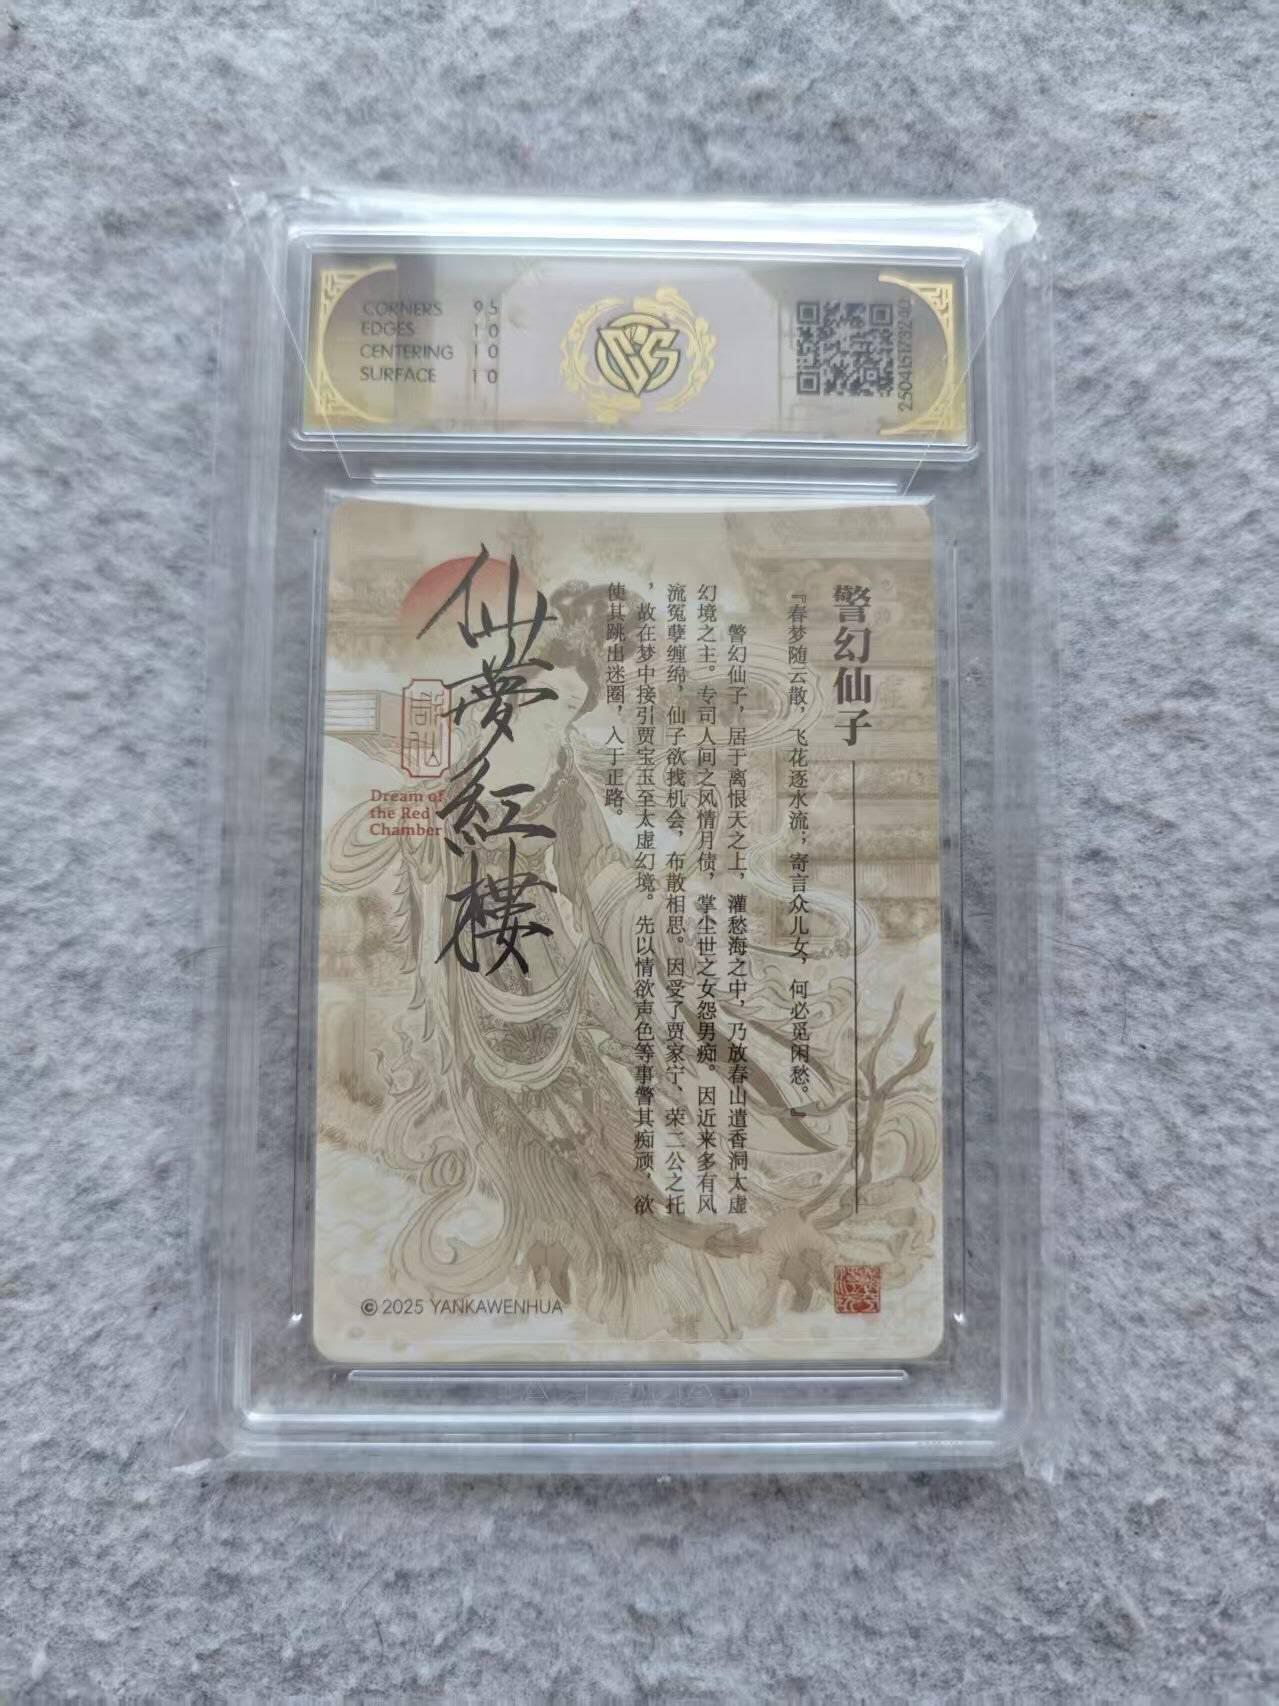 CORNERS 9.5
EDGES 10
CENTERING 10
SURFACE 10
CS
警幻仙子
『春梦随云散，飞花逐水流；寄言众儿女，何必觅闲愁。』
警幻仙子，居于离恨天之上，灌愁海之中，乃放春山遣香洞太虚
幻境之主。专司人间之风情月债，掌尘世之女怨男痴。因近来多有风
流冤孽缠绵，仙子欲找机会，布散相思。因受了贾家宁、荣二公之托
，故在梦中接引贾宝玉至太虚幻境。先以情欲声色等事警其痴顽，欲
使其跳出迷圈，入于正路。
仙夢紅樓
Dream of
the Red
Chamber
© 2025 YANKAWENHUA